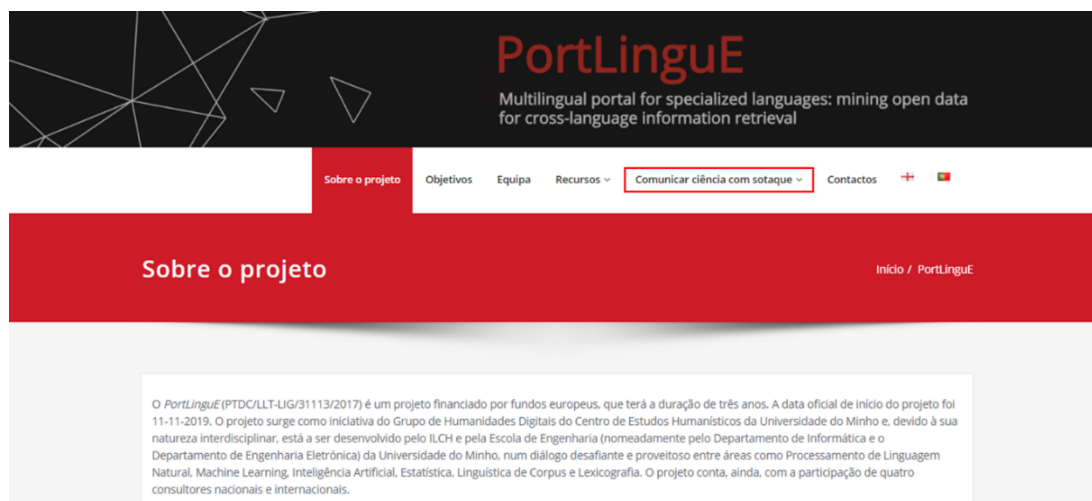 PortLinguE
Multilingual portal for specialized languages: mining open data
for cross-language information retrieval
Sobre o projeto Objetivos Equipa Recursos Comunicar ciência com sotaque Contactos
Sobre o projeto
Início / PortLinguE
O PortLinguE (PTDC/LLT-LIG/31113/2017) é um projeto financiado por fundos europeus, que terá a duração de três anos. A data oficial de início do projeto foi
11-11-2019. O projeto surge como iniciativa do Grupo de Humanidades Digitais do Centro de Estudos Humanísticos da Universidade do Minho e, devido à sua
natureza interdisciplinar, está a ser desenvolvido pelo ILCH e pela Escola de Engenharia (nomeadamente pelo Departamento de Informática e o
Departamento de Engenharia Eletrónica) da Universidade do Minho, num diálogo desafiante e proveitoso entre áreas como Processamento de Linguagem
Natural, Machine Learning, Inteligência Artificial, Estatística, Linguística de Corpus e Lexicografia. O projeto conta, ainda, com a participação de quatro
consultores nacionais e internacionais.